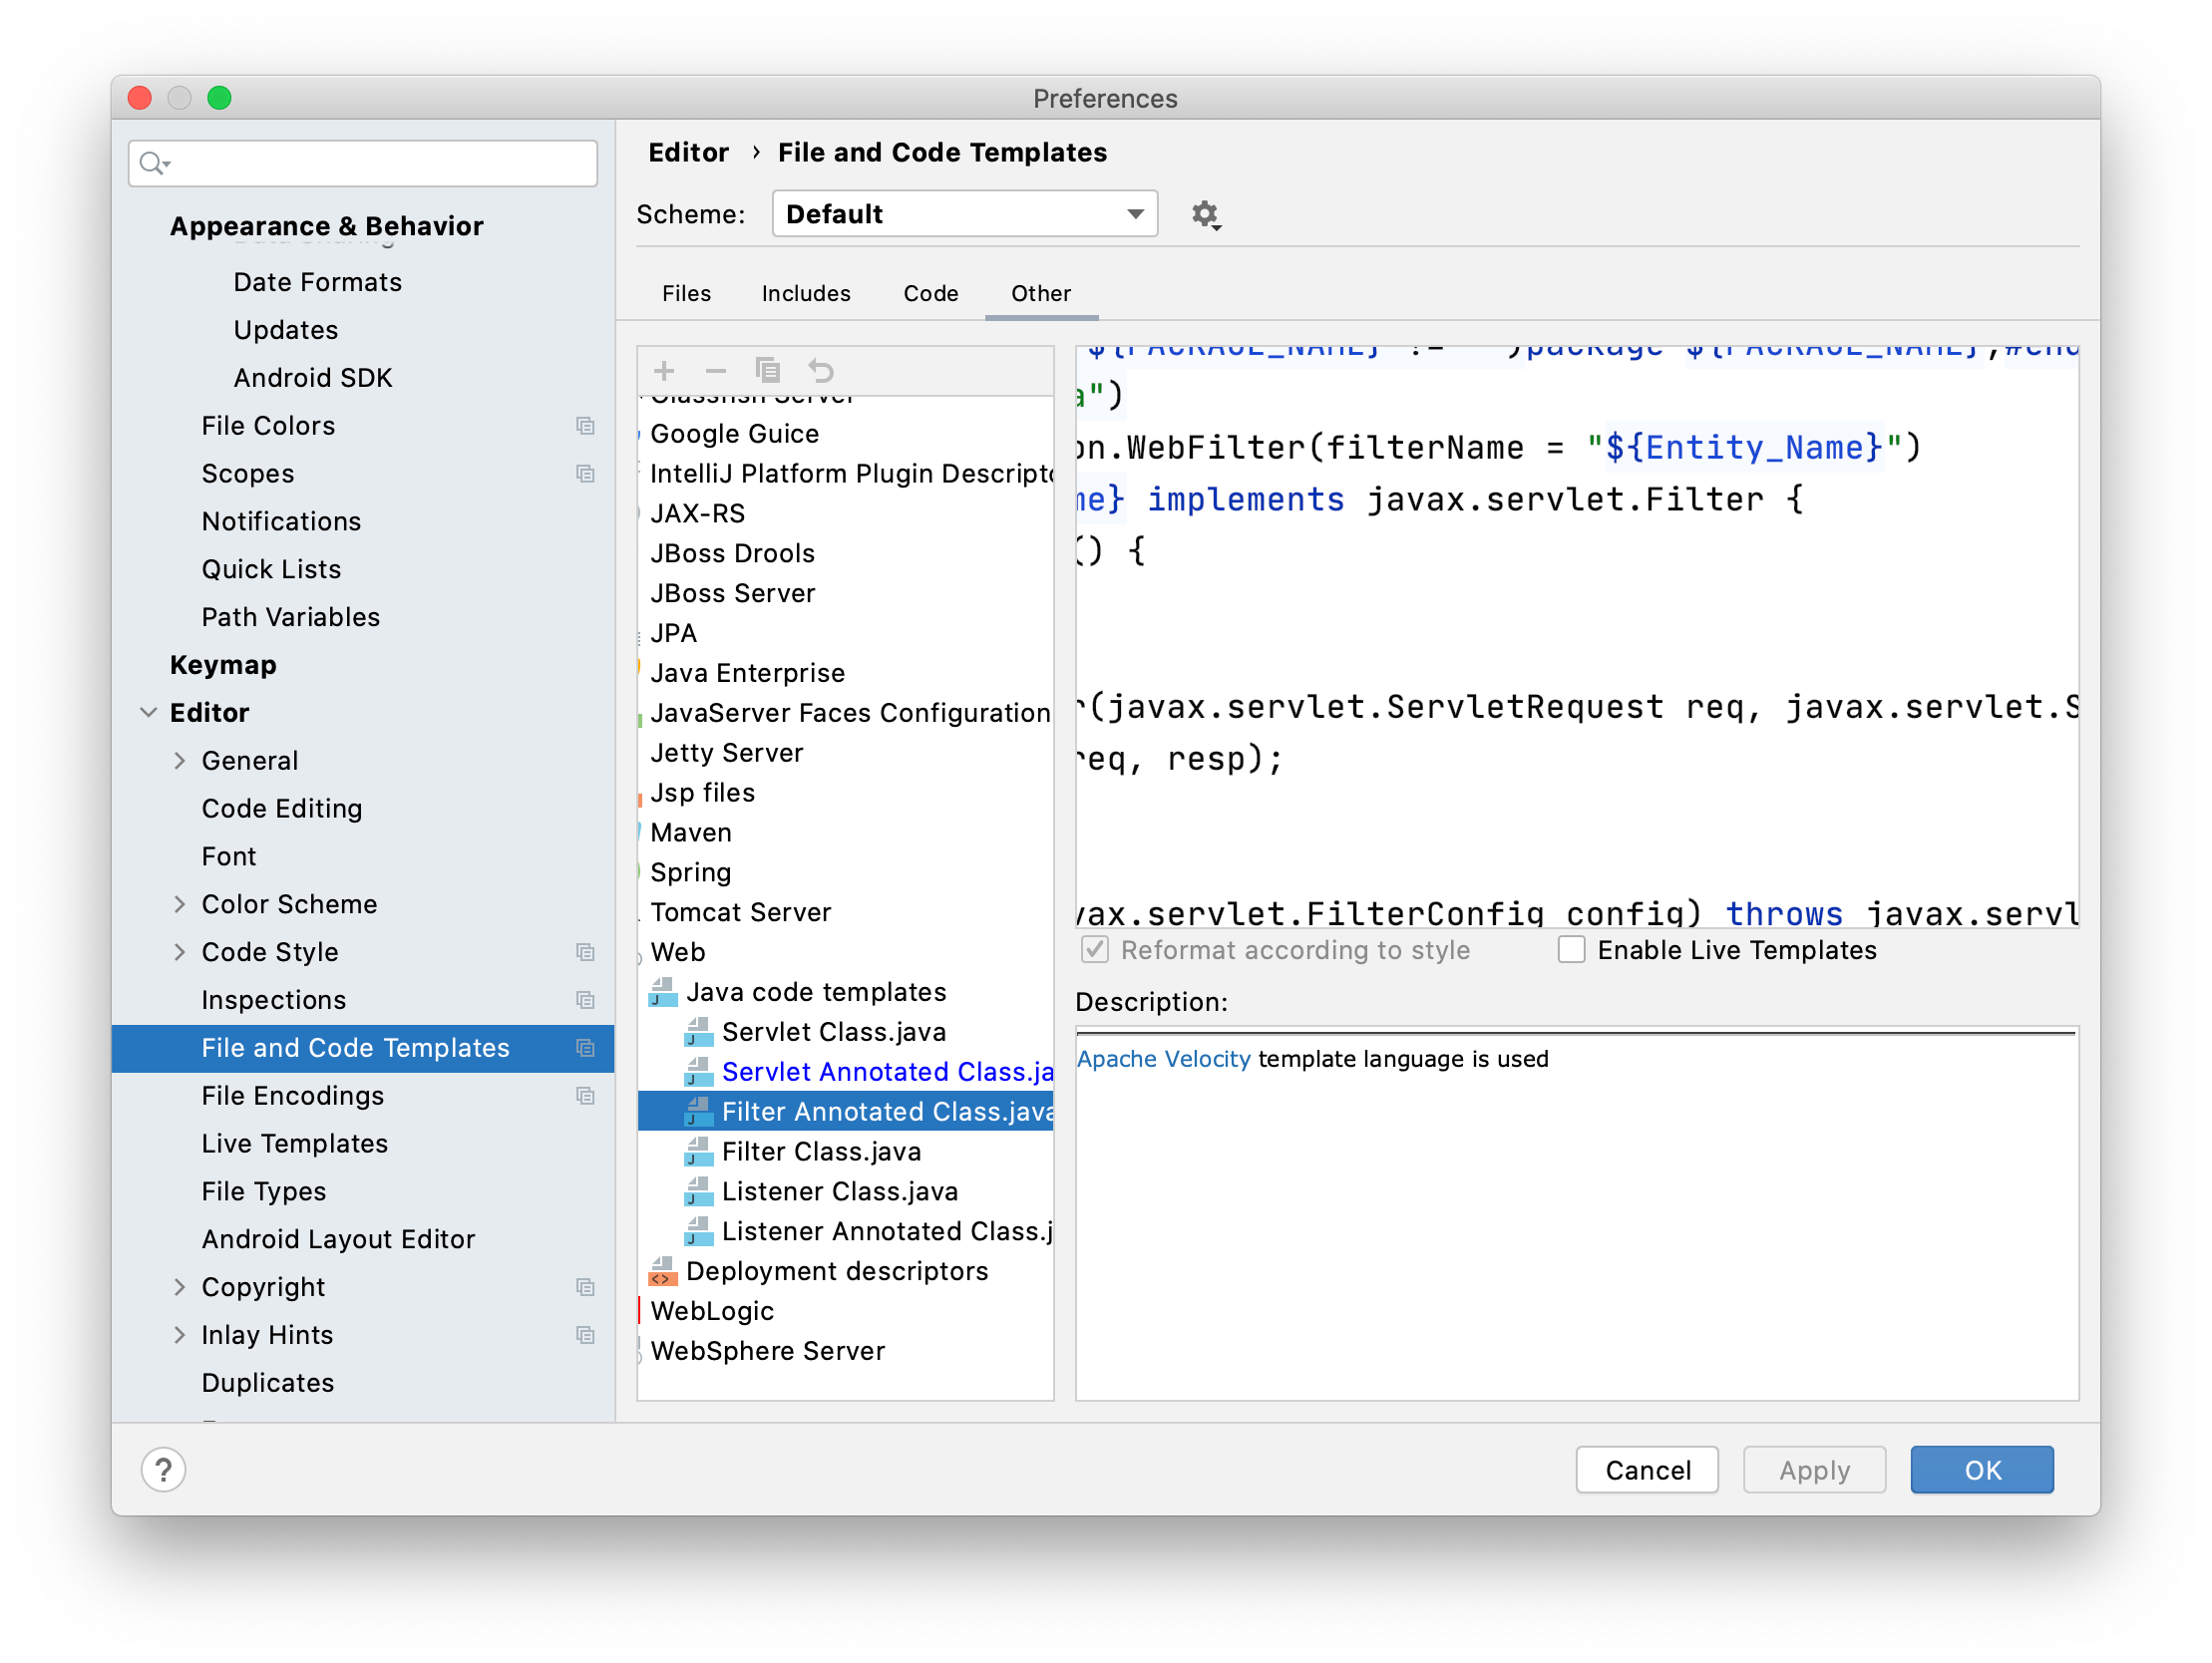 Preferences
Appearance & Behavior
Date Formats
Updates
Android SDK
File Colors
Scopes
Notifications
Quick Lists
Path Variables
Keymap
Editor
General
Code Editing
Font
Color Scheme
Code Style
Inspections
File and Code Templates
File Encodings
Live Templates
File Types
Android Layout Editor
Copyright
Inlay Hints
Duplicates
Editor › File and Code Templates
Scheme: Default
Files Includes Code Other
Glassfish Server
Google Guice
IntelliJ Platform Plugin Descripto
JAX-RS
JBoss Drools
JBoss Server
JPA
Java Enterprise
JavaServer Faces Configuration
Jetty Server
Jsp files
Maven
Spring
Tomcat Server
Web
Java code templates
Servlet Class.java
Servlet Annotated Class.ja
Filter Annotated Class.java
Filter Class.java
Listener Class.java
Listener Annotated Class.j
Deployment descriptors
WebLogic
WebSphere Server
${PACKAGE_NAME} != " )package ${PACKAGE_NAME};#end
a")
on.WebFilter(filterName = "${Entity_Name}")
me} implements javax.servlet.Filter {
() {
r(javax.servlet.ServletRequest req, javax.servlet.S
req, resp);
vax.servlet.FilterConfig config) throws javax.servl
Reformat according to style Enable Live Templates
Description:
Apache Velocity template language is used
? Cancel Apply OK